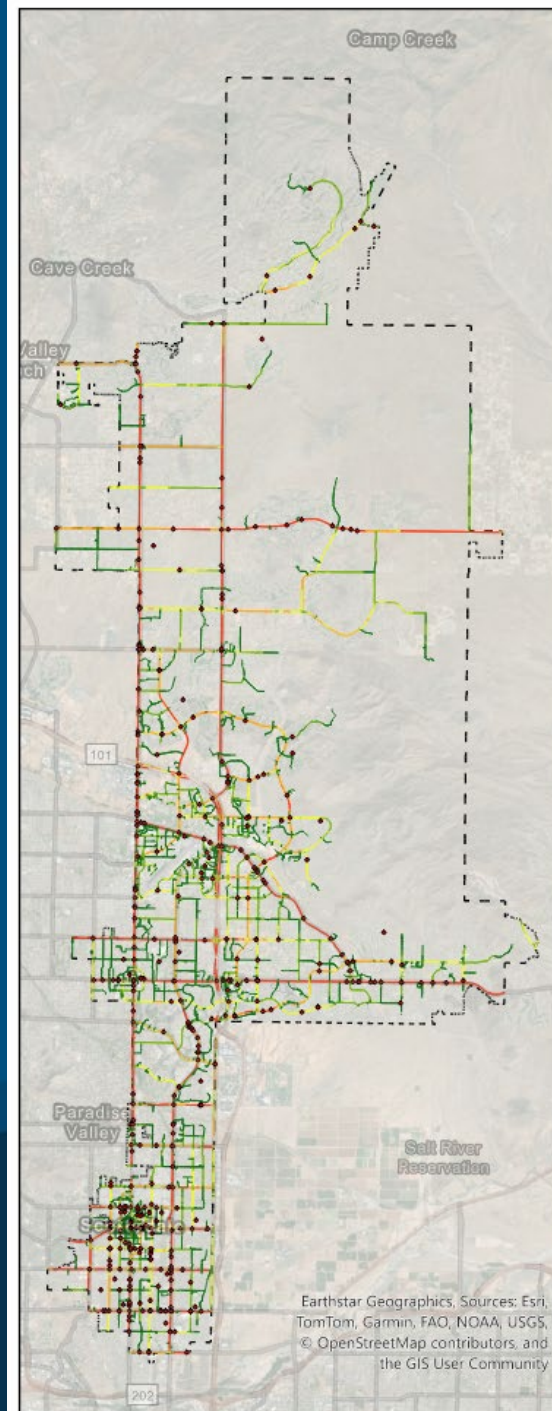 Camp Creek
Cave Creek
Valley
101
Paradise
Valley
Salt River
Reservation
Earthstar Geographics, Sources: Esri,
TomTom, Garmin, FAO, NOAA, USGS,
© OpenStreetMap contributors, and
the GIS User Community
202